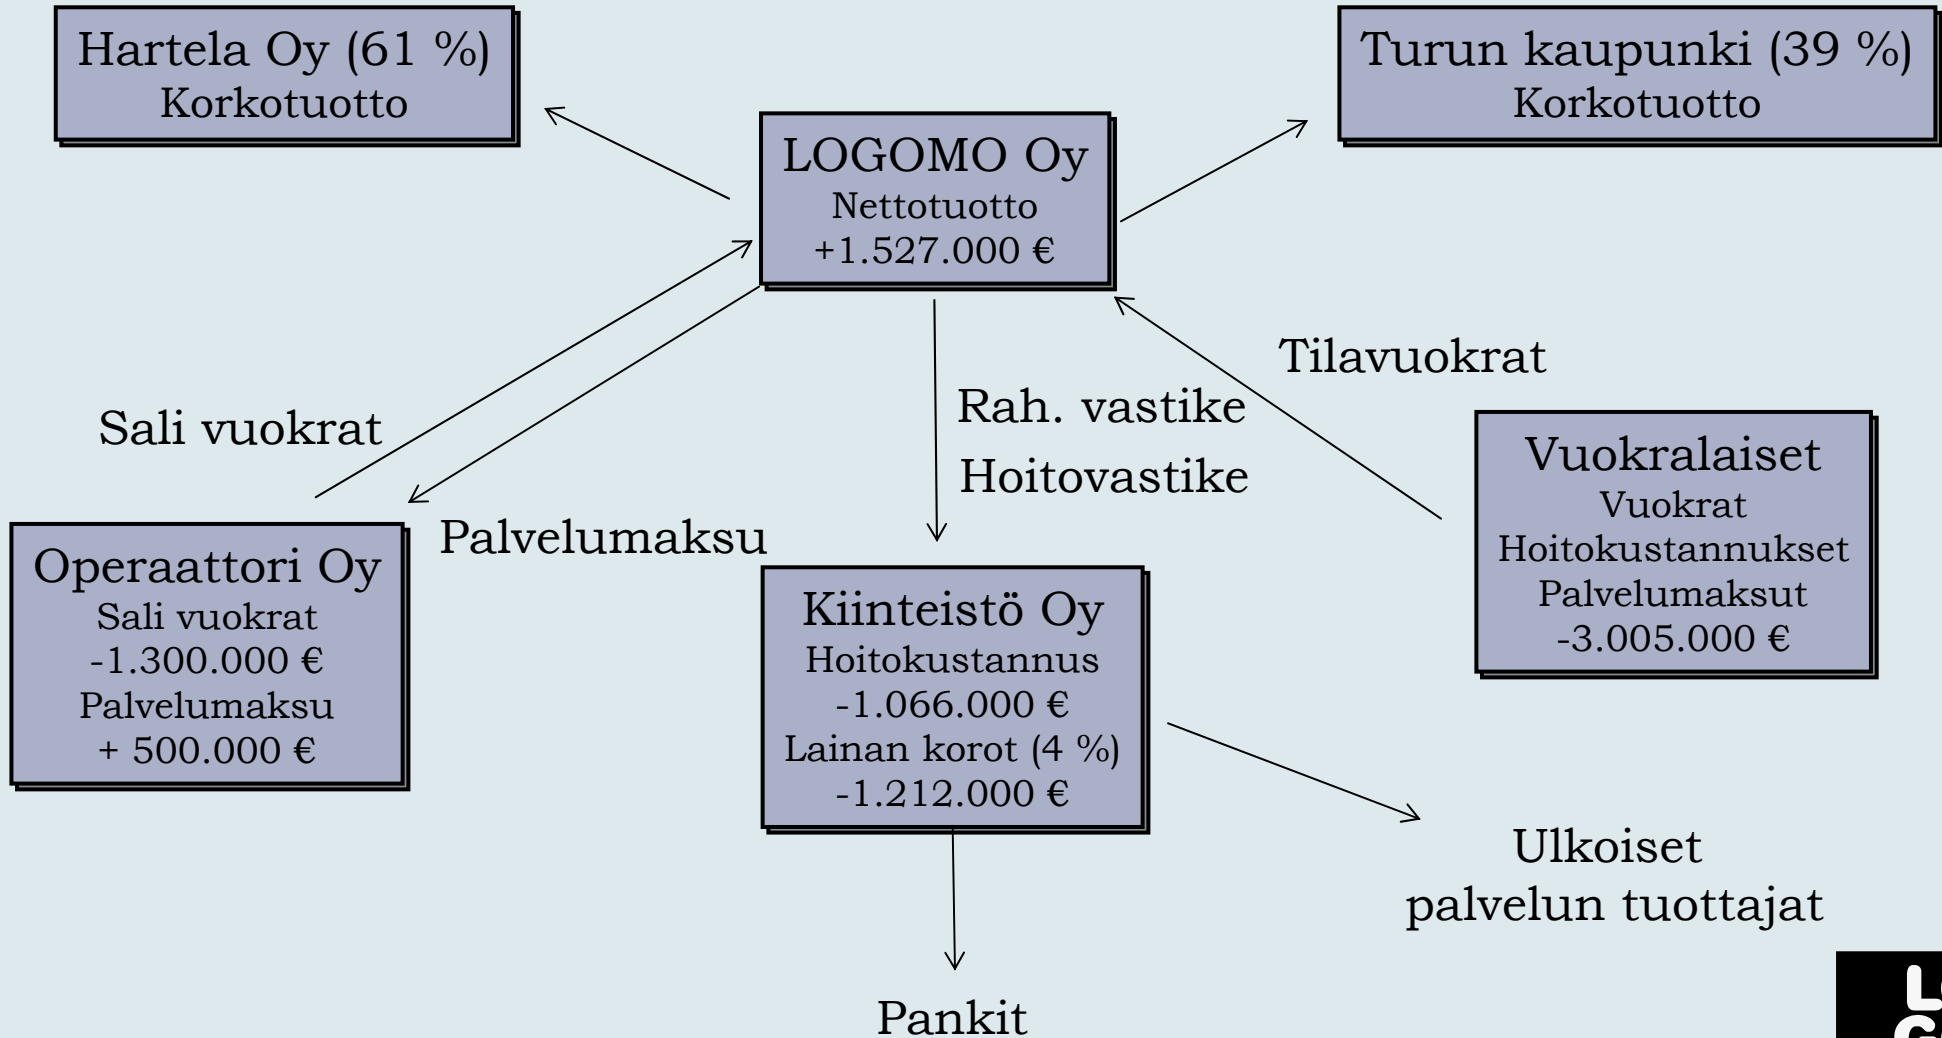 Hartela Oy (61 %)
Korkotuotto
Turun kaupunki (39 %)
Korkotuotto
LOGOMO Oy
Nettotuotto
+1.527.000 €
Tilavuokrat
Rah. vastike
Hoitovastike
Sali vuokrat
Palvelumaksu
Vuokralaiset
Vuokrat
Hoitokustannukset
Palvelumaksut
-3.005.000 €
Operaattori Oy
Sali vuokrat
-1.300.000 €
Palvelumaksu
+ 500.000 €
Kiinteistö Oy
Hoitokustannus
-1.066.000 €
Lainan korot (4 %)
-1.212.000 €
Ulkoiset
palvelun tuottajat
Pankit